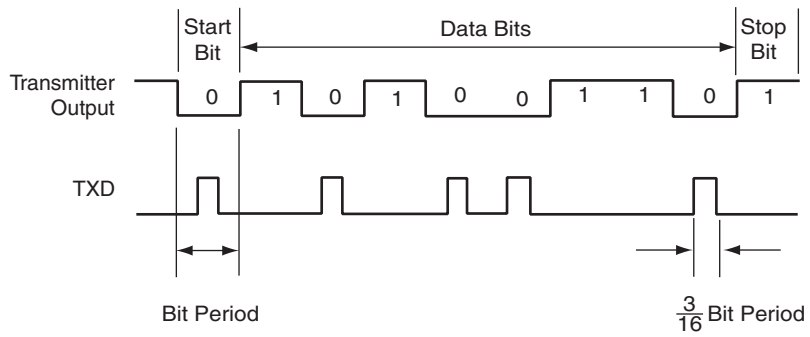 Start
Bit
Data Bits
Stop
Bit
Transmitter
Output
0 1 0 1 0 0 1 1 0 1
TXD
Bit Period
3/16 Bit Period